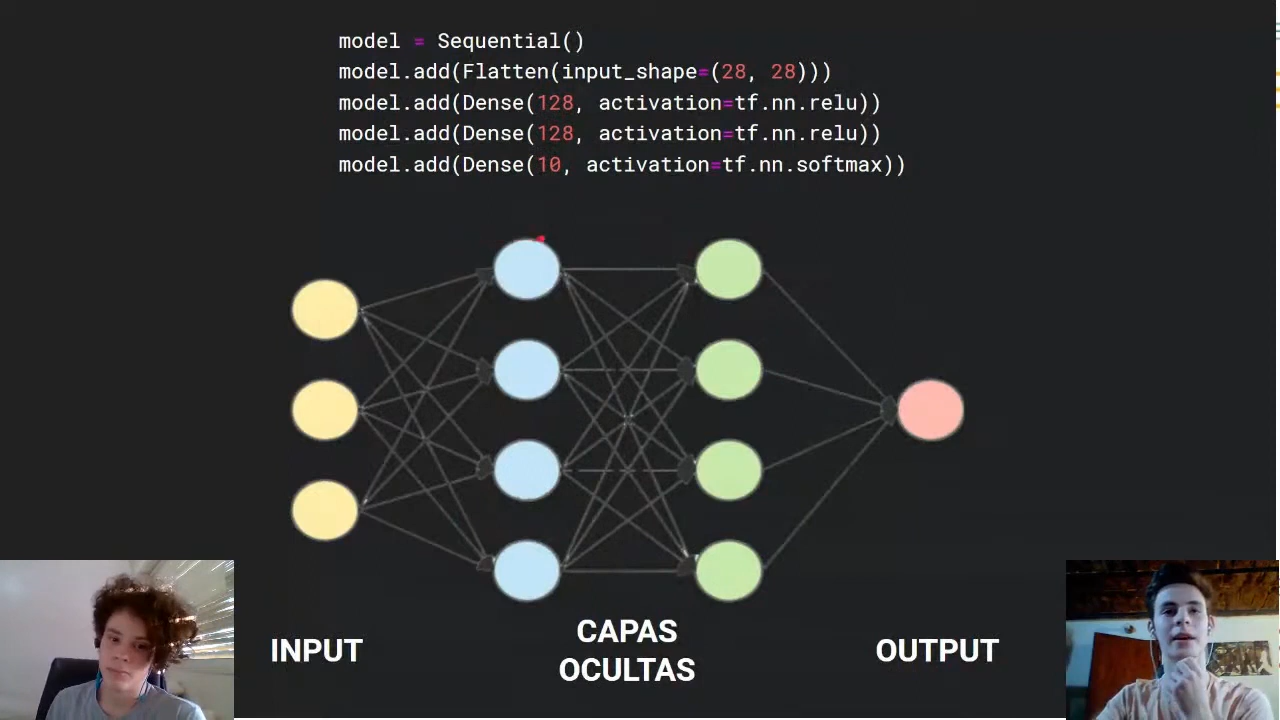 model = Sequential()
model.add(Flatten(input_shape=(28, 28)))
model.add(Dense(128, activation=tf.nn.relu))
model.add(Dense(128, activation=tf.nn.relu))
model.add(Dense(10, activation=tf.nn.softmax))
INPUT
CAPAS
OCULTAS
OUTPUT